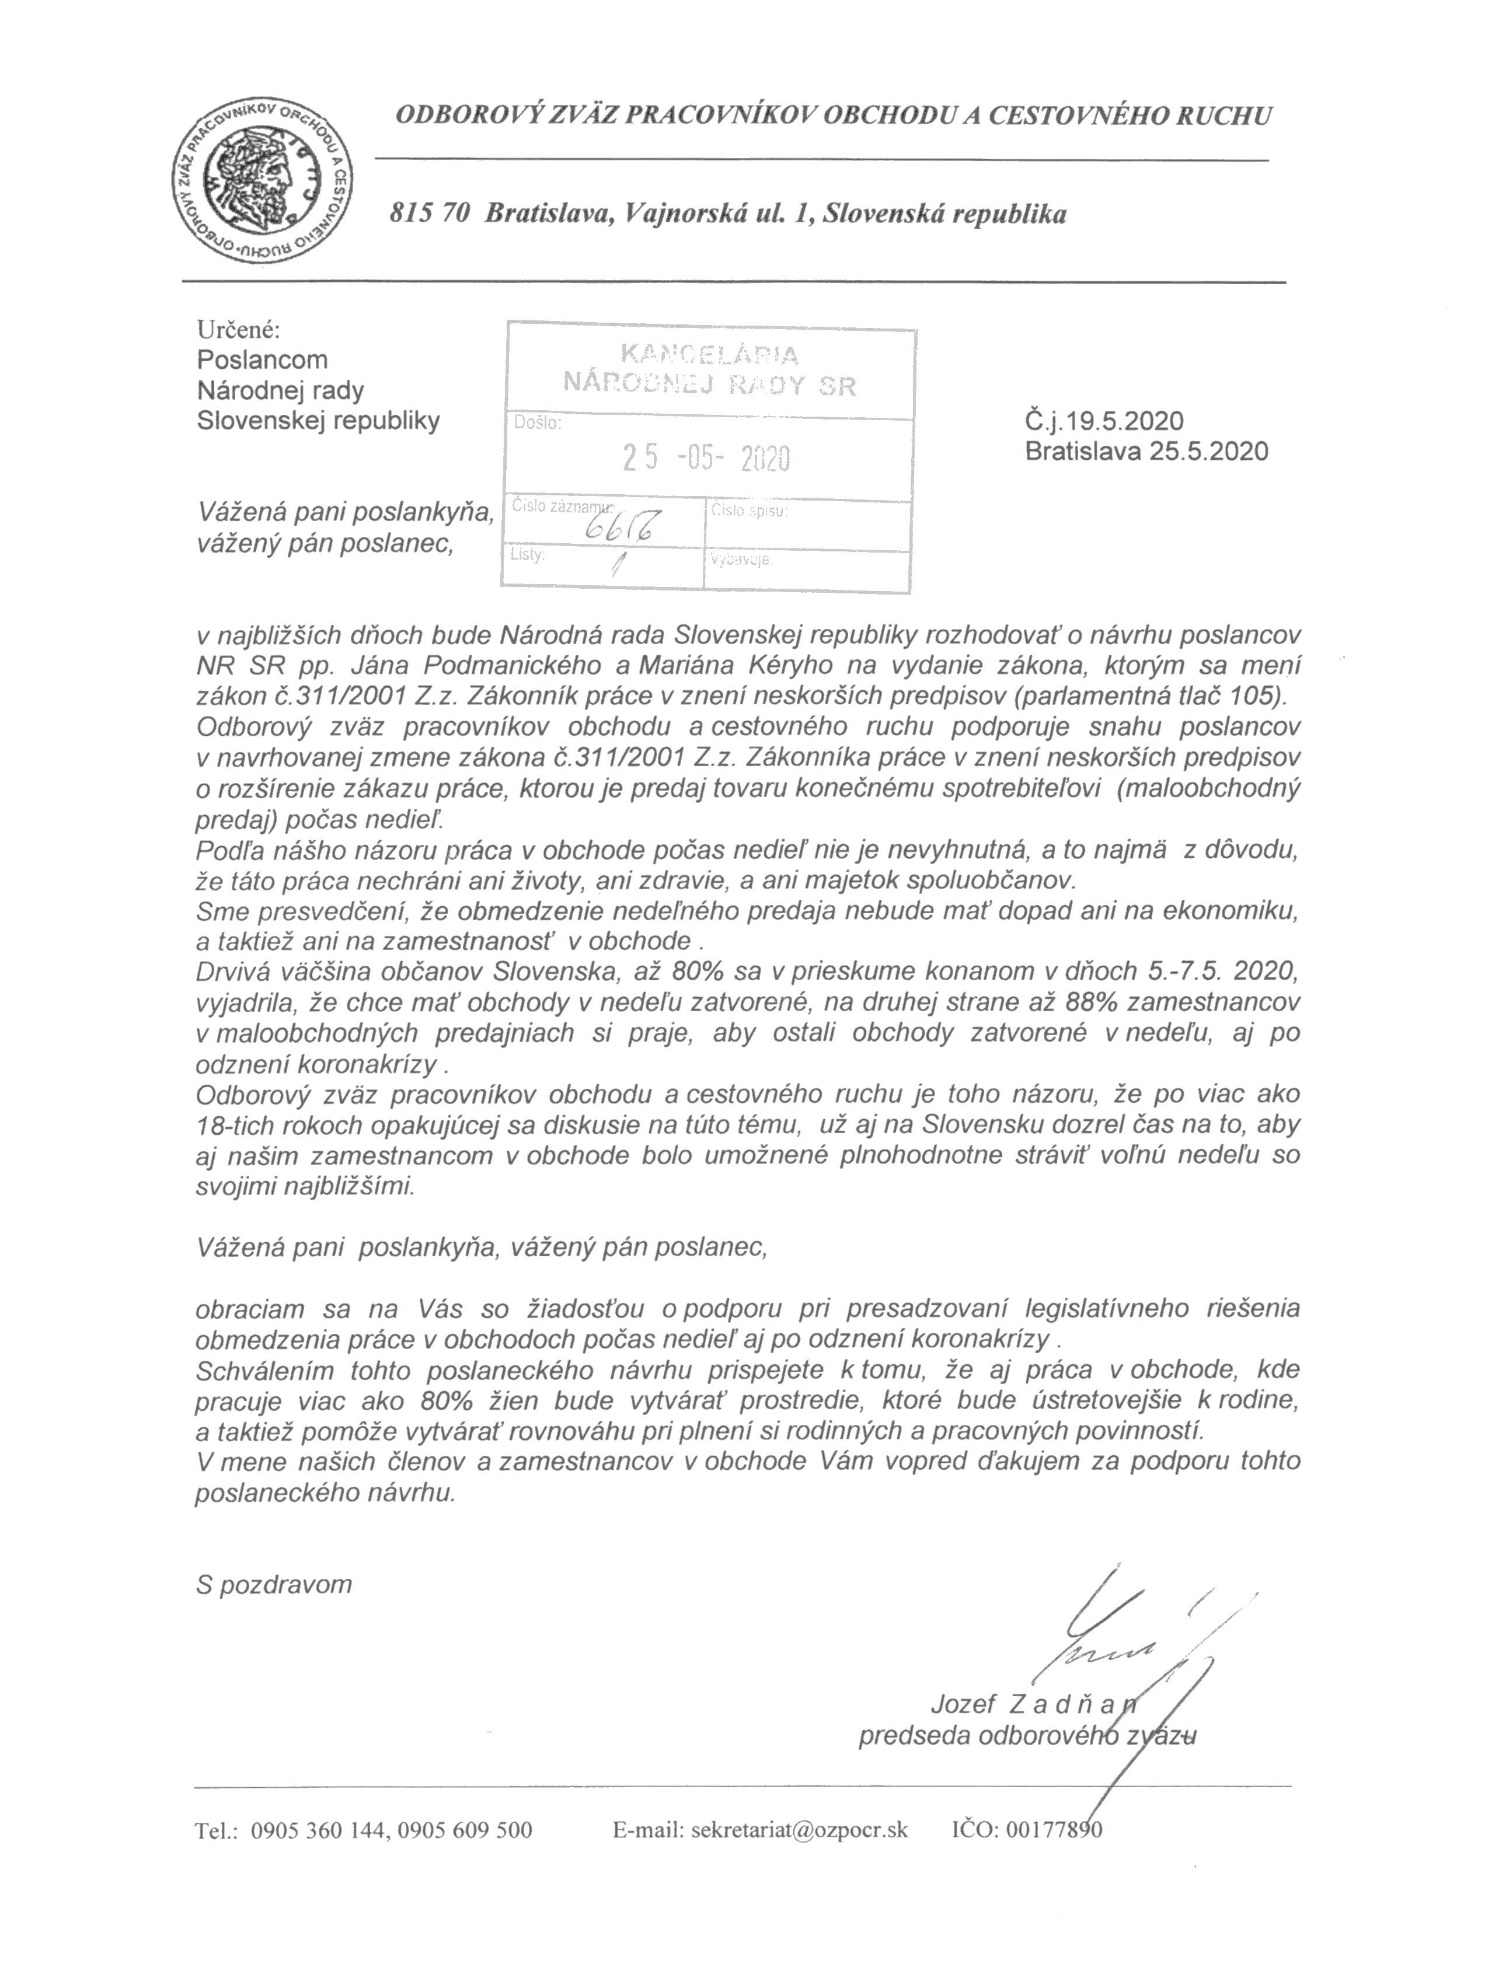 ODBOROVÝ ZVÄZ PRACOVNÍKOV OBCHODU A CESTOVNÉHO RUCHU
ODBOROVÝ ZVÄZ PRACOVNÍKOV OBCHODU A CESTOVNÉHO RUCHU
815 70 Bratislava, Vajnorská ul. 1, Slovenská republika
Určené:
Poslancom
Národnej rady
Slovenskej republiky
KANCELÁRIA
NÁRODNEJ RADY SR
Došlo:
25 -05- 2020
Číslo záznamu:
Číslo spisu:
Listy: 1
Vybavuje:
Č.j.19.5.2020
Bratislava 25.5.2020
Vážená pani poslankyňa,
vážený pán poslanec,
v najbližších dňoch bude Národná rada Slovenskej republiky rozhodovať o návrhu poslancov
NR SR pp. Jána Podmanického a Mariána Kéryho na vydanie zákona, ktorým sa mení
zákon č.311/2001 Z.z. Zákonník práce v znení neskorších predpisov (parlamentná tlač 105).
Odborový zväz pracovníkov obchodu a cestovného ruchu podporuje snahu poslancov
v navrhovanej zmene zákona č.311/2001 Z.z. Zákonníka práce v znení neskorších predpisov
o rozšírenie zákazu práce, ktorou je predaj tovaru konečnému spotrebiteľovi (maloobchodný
predaj) počas nedieľ.
Podľa nášho názoru práca v obchode počas nedieľ nie je nevyhnutná, a to najmä z dôvodu,
že táto práca nechráni ani životy, ani zdravie, a ani majetok spoluobčanov.
Sme presvedčení, že obmedzenie nedeľného predaja nebude mať dopad ani na ekonomiku,
a taktiež ani na zamestnanosť v obchode .
Drvivá väčšina občanov Slovenska, až 80% sa v prieskume konanom v dňoch 5.-7.5. 2020,
vyjadrila, že chce mať obchody v nedeľu zatvorené, na druhej strane až 88% zamestnancov
v maloobchodných predajniach si praje, aby ostali obchody zatvorené v nedeľu, aj po
odznení koronakrízy .
Odborový zväz pracovníkov obchodu a cestovného ruchu je toho názoru, že po viac ako
18-tich rokoch opakujúcej sa diskusie na túto tému, už aj na Slovensku dozrel čas na to, aby
aj našim zamestnancom v obchode bolo umožnené plnohodnotne stráviť voľnú nedeľu so
svojimi najbližšími.
Vážená pani poslankyňa, vážený pán poslanec,
obraciam sa na Vás so žiadosťou o podporu pri presadzovaní legislatívneho riešenia
obmedzenia práce v obchodoch počas nedieľ aj po odznení koronakrízy .
Schválením tohto poslaneckého návrhu prispejete k tomu, že aj práca v obchode, kde
pracuje viac ako 80% žien bude vytvárať prostredie, ktoré bude ústretovejšie k rodine,
a taktiež pomôže vytvárať rovnováhu pri plnení si rodinných a pracovných povinností.
V mene našich členov a zamestnancov v obchode Vám vopred ďakujem za podporu tohto
poslaneckého návrhu.
S pozdravom
Jozef Z a d ň a n
predseda odborového zväzu
Tel.: 0905 360 144, 0905 609 500 E-mail: sekretariat@ozpocr.sk IČO: 00177890